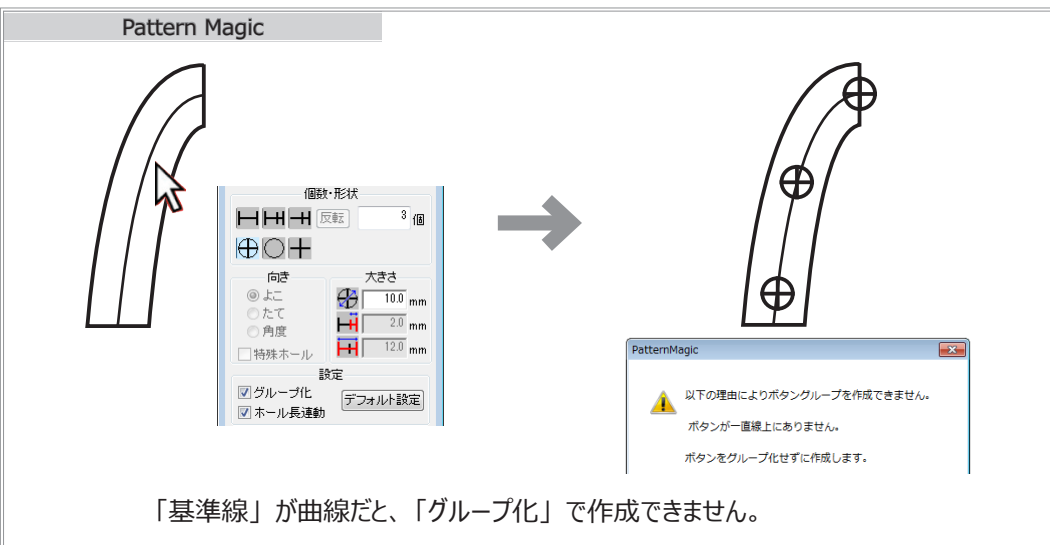 Pattern Magic
個数･形状
反転 3 個
向き
よこ
たて
角度
特殊ホール
大きさ
10.0 mm
2.0 mm
12.0 mm
設定
グループ化
ホール長連動
デフォルト設定
PatternMagic
以下の理由によりボタングループを作成できません。
ボタンが一直線上にありません。
ボタンをグループ化せずに作成します。
「基準線」が曲線だと、「グループ化」で作成できません。